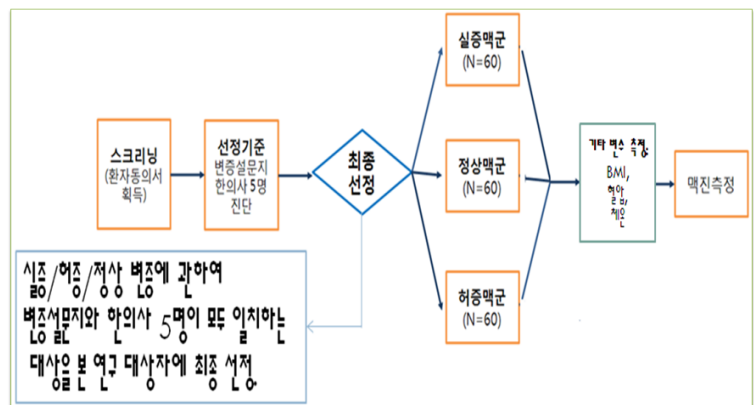 스크리닝
(환자동의서
획득)
선정기준
변증설문지
한의사 5명
진단
최종
선정
실증맥군
(N=60)
정상맥군
(N=60)
허증맥군
(N=60)
기타 변수 측정.
BMI,
혈압,
체온
맥진측정
실증/허증/정상 변증에 관하여
변증설문지와 한의사 5명이 모두 일치하는
대상을 본 연구 대상자에 최종 선정.